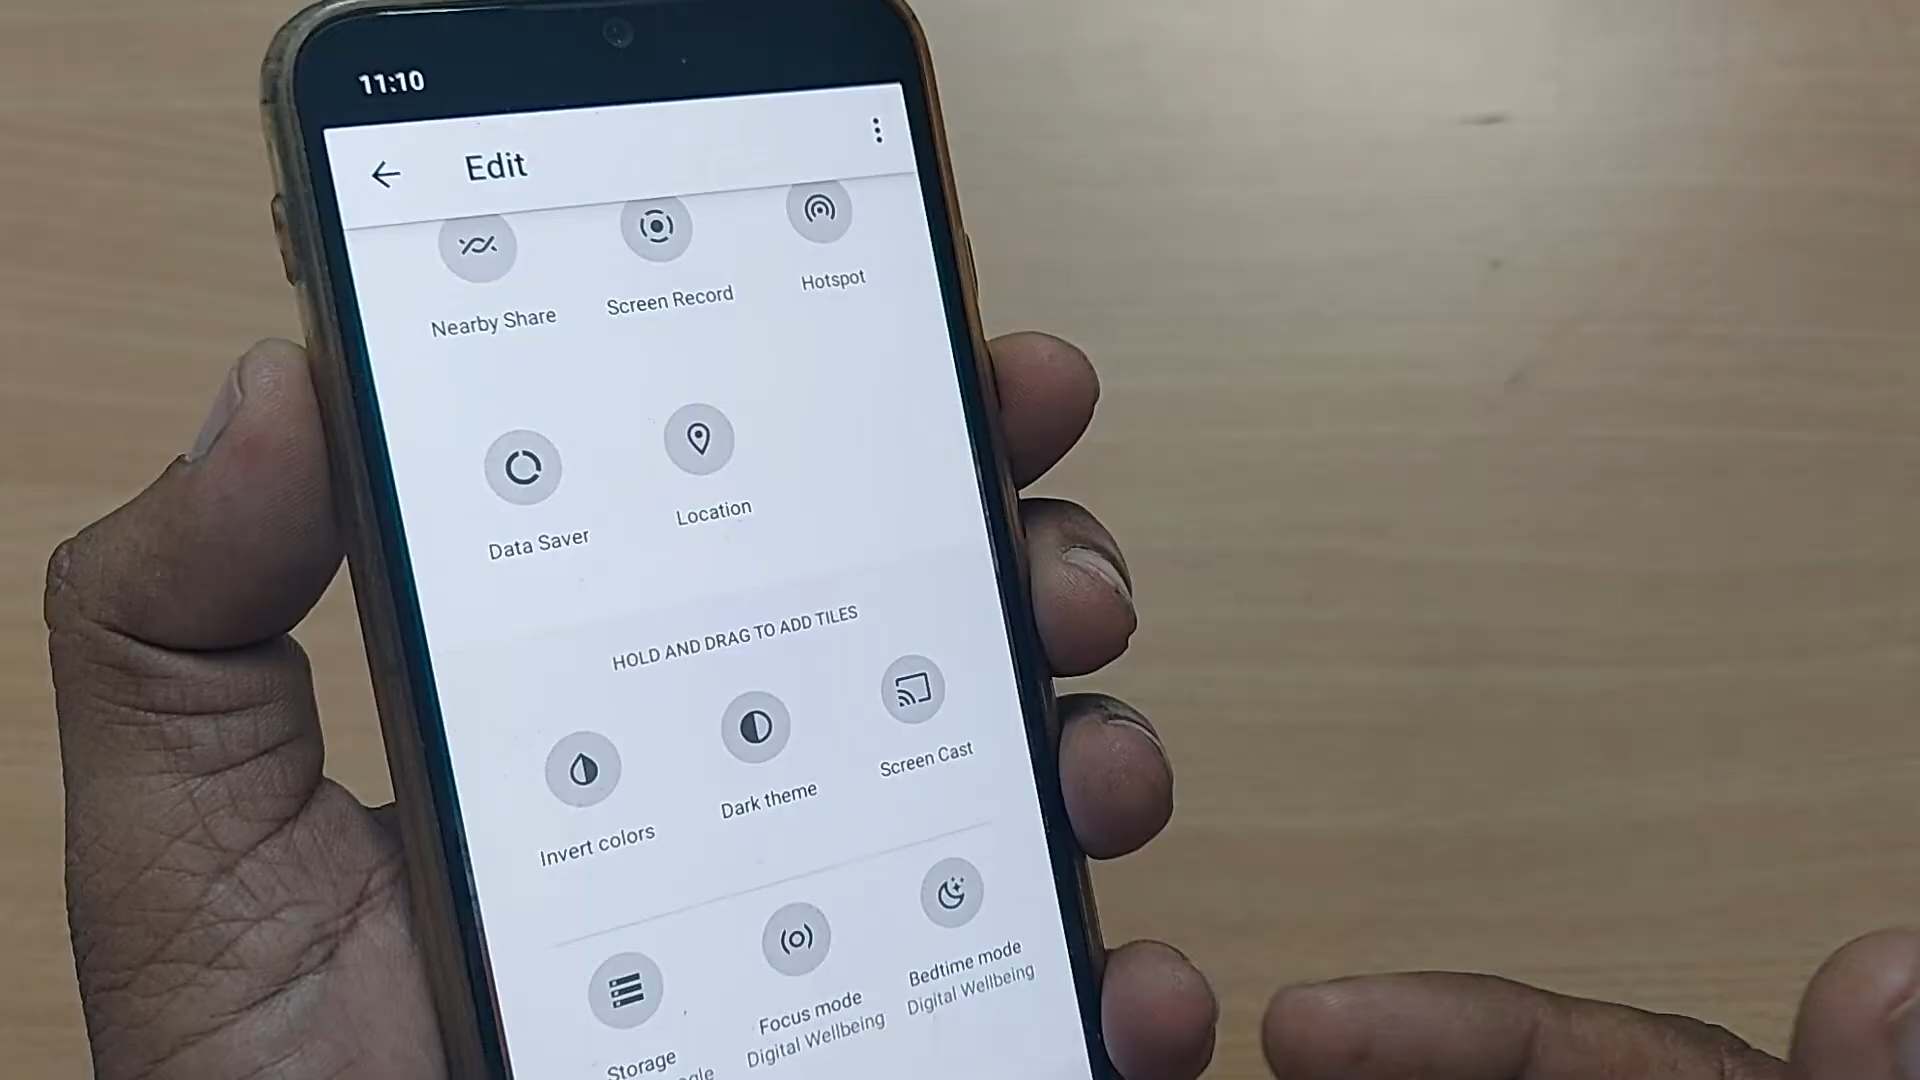 11:10
Edit
Nearby Share
Screen Record
Hotspot
Data Saver
Location
HOLD AND DRAG TO ADD TILES
Invert colors
Dark theme
Screen Cast
Storage
Focus mode
Digital Wellbeing
Bedtime mode
Digital Wellbeing